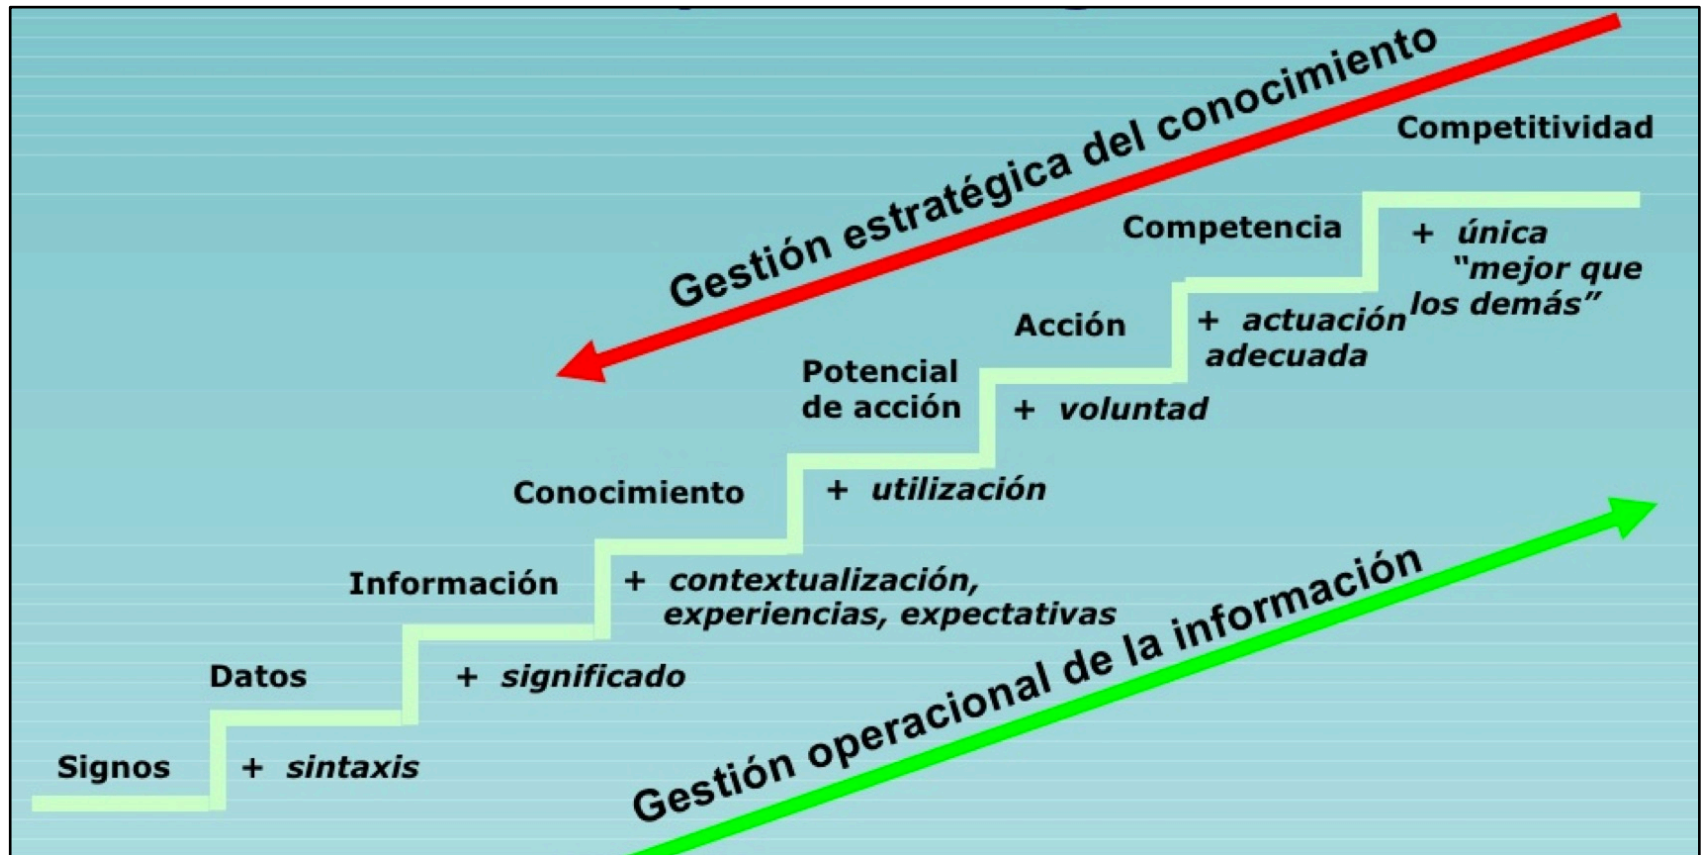 Gestión estratégica del conocimiento
Competitividad
Competencia
+ única
“mejor que
los demás”
Acción
+ actuación
adecuada
Potencial
de acción
+ voluntad
Conocimiento
+ utilización
Información
+ contextualización,
experiencias, expectativas
Datos
+ significado
Signos
+ sintaxis
Gestión operacional de la información